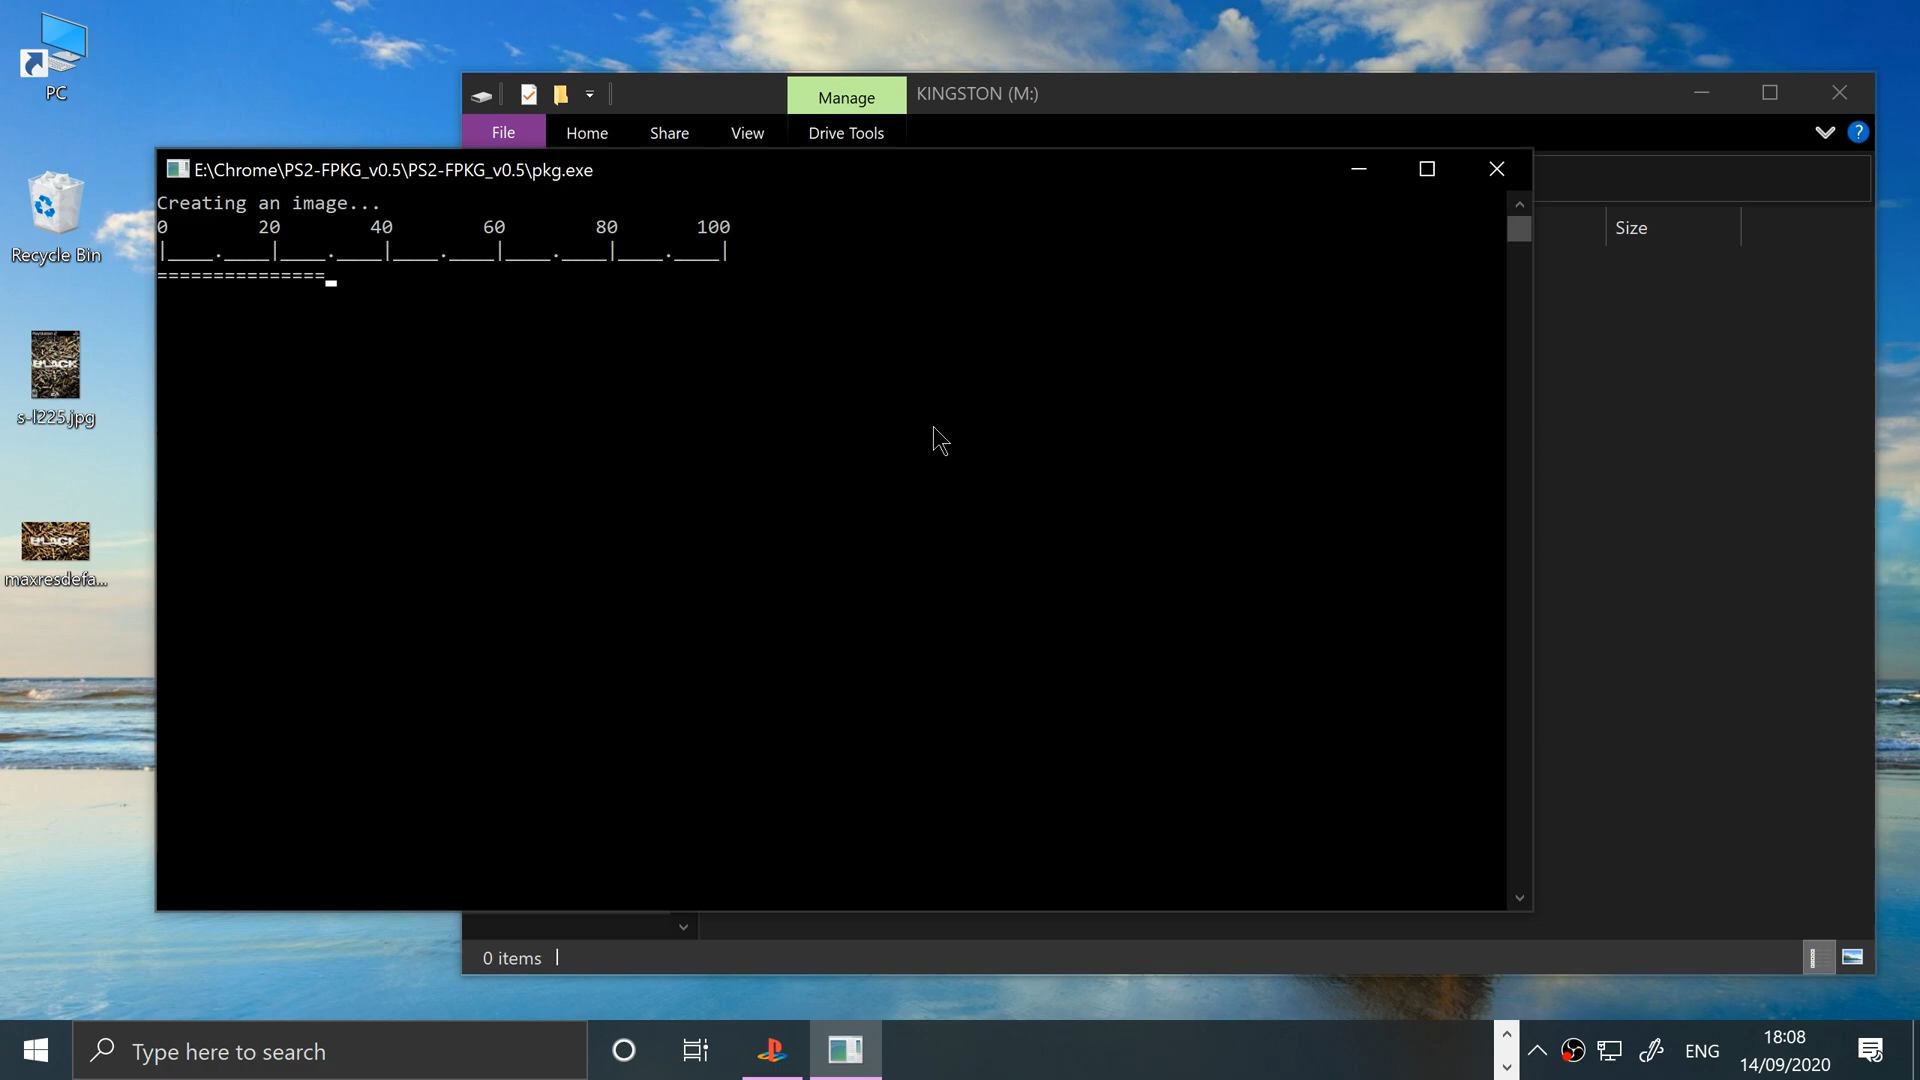 PC
Recycle Bin
s-l225.jpg
maxresdefa...
Manage
KINGSTON (M:)
File
Home
Share
View
Drive Tools
?
E:\Chrome\PS2-FPKG_v0.5\PS2-FPKG_v0.5\pkg.exe
Creating an image...
0 20 40 60 80 100
|____.____|____.____|____.____|____.____|____.____|
===============
Size
0 items
BLACK
BLACK
Type here to search
ENG
18:08
14/09/2020